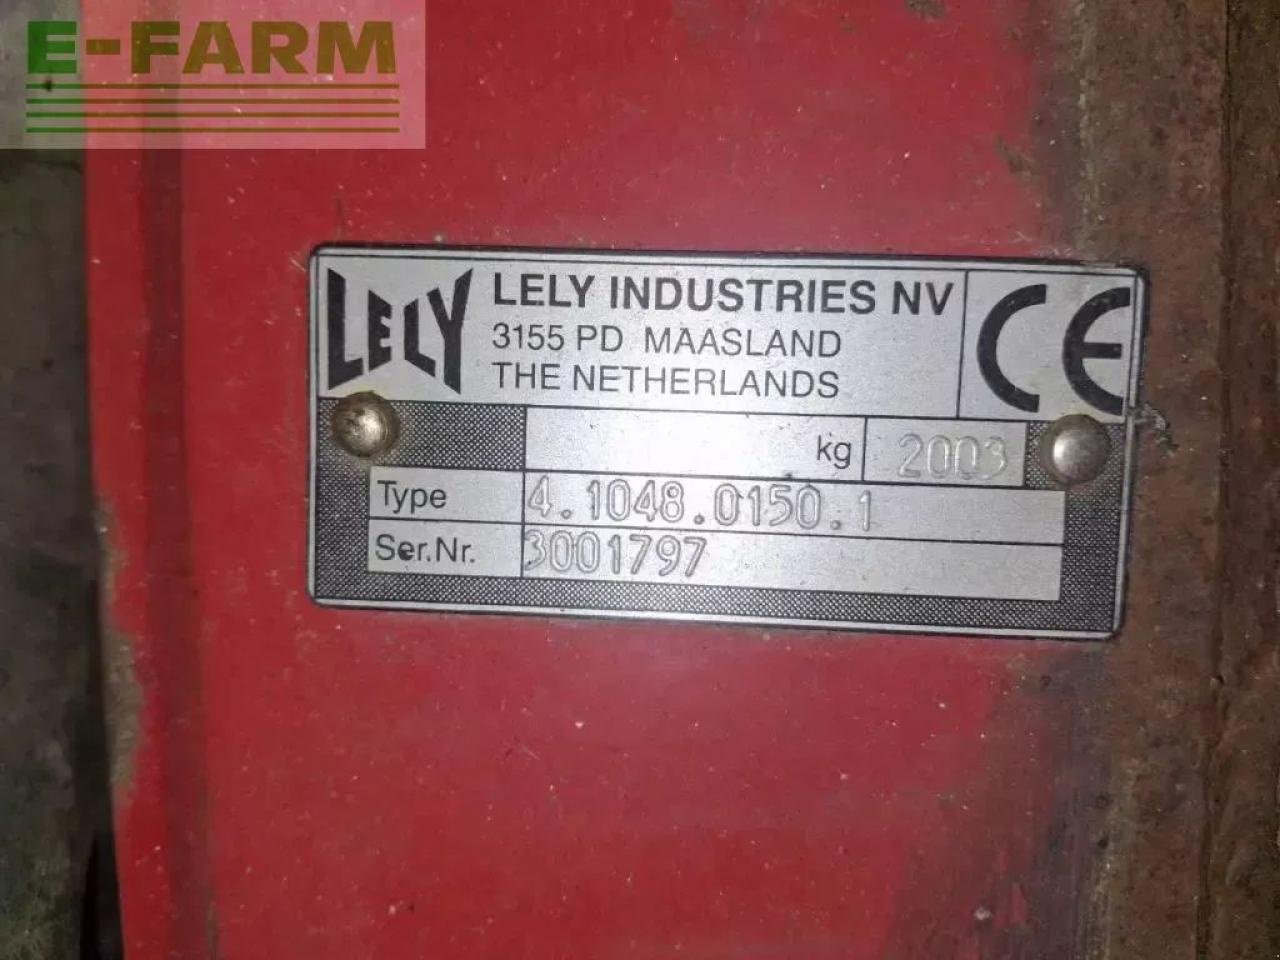 E-FARM
LELY
LELY INDUSTRIES NV
3155 PD MAASLAND
THE NETHERLANDS
CE
kg 2003
Type 4.1048.0150.1
Ser.Nr. 3001797